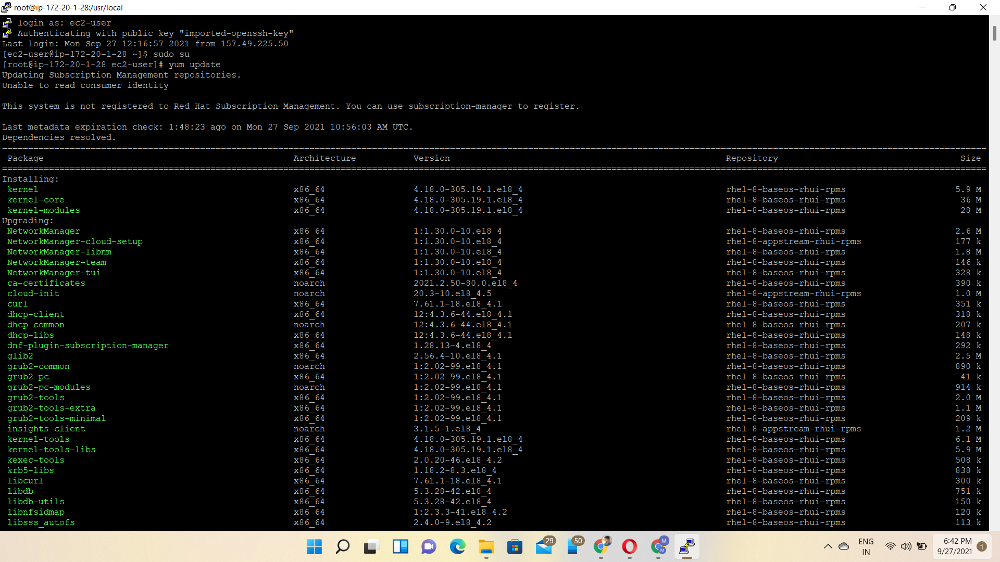 root@ip-172-20-1-28:/usr/local
login as: ec2-user
Authenticating with public key "imported-openssh-key"
Last login: Mon Sep 27 12:16:57 2021 from 157.49.225.50
[ec2-user@ip-172-20-1-28 ~]$ sudo su
[root@ip-172-20-1-28 ec2-user]# yum update
Updating Subscription Management repositories.
Unable to read consumer identity
This system is not registered to Red Hat Subscription Management. You can use subscription-manager to register.
Last metadata expiration check: 1:48:23 ago on Mon 27 Sep 2021 10:56:03 AM UTC.
Dependencies resolved.
Package Architecture Version Repository Size
Installing:
kernel x86_64 4.18.0-305.19.1.el8_4 rhel-8-baseos-rhui-rpms 5.9 M
kernel-core x86_64 4.18.0-305.19.1.el8_4 rhel-8-baseos-rhui-rpms 36 M
kernel-modules x86_64 4.18.0-305.19.1.el8_4 rhel-8-baseos-rhui-rpms 28 M
Upgrading:
NetworkManager x86_64 1:1.30.0-10.el8_4 rhel-8-baseos-rhui-rpms 2.6 M
NetworkManager-cloud-setup x86_64 1:1.30.0-10.el8_4 rhel-8-appstream-rhui-rpms 177 k
NetworkManager-libnm x86_64 1:1.30.0-10.el8_4 rhel-8-baseos-rhui-rpms 1.8 M
NetworkManager-team x86_64 1:1.30.0-10.el8_4 rhel-8-baseos-rhui-rpms 146 k
NetworkManager-tui x86_64 1:1.30.0-10.el8_4 rhel-8-baseos-rhui-rpms 328 k
ca-certificates noarch 2021.2.50-80.0.el8_4 rhel-8-baseos-rhui-rpms 390 k
cloud-init noarch 20.3-10.el8_4.5 rhel-8-appstream-rhui-rpms 1.0 M
curl x86_64 7.61.1-18.el8_4.1 rhel-8-baseos-rhui-rpms 351 k
dhcp-client x86_64 12:4.3.6-44.el8_4.1 rhel-8-baseos-rhui-rpms 318 k
dhcp-common noarch 12:4.3.6-44.el8_4.1 rhel-8-baseos-rhui-rpms 207 k
dhcp-libs x86_64 12:4.3.6-44.el8_4.1 rhel-8-baseos-rhui-rpms 148 k
dnf-plugin-subscription-manager x86_64 1.28.13-4.el8_4 rhel-8-baseos-rhui-rpms 292 k
glib2 x86_64 2.56.4-10.el8_4.1 rhel-8-baseos-rhui-rpms 2.5 M
grub2-common noarch 1:2.02-99.el8_4.1 rhel-8-baseos-rhui-rpms 890 k
grub2-pc x86_64 1:2.02-99.el8_4.1 rhel-8-baseos-rhui-rpms 41 k
grub2-pc-modules noarch 1:2.02-99.el8_4.1 rhel-8-baseos-rhui-rpms 914 k
grub2-tools x86_64 1:2.02-99.el8_4.1 rhel-8-baseos-rhui-rpms 2.0 M
grub2-tools-extra x86_64 1:2.02-99.el8_4.1 rhel-8-baseos-rhui-rpms 1.1 M
grub2-tools-minimal x86_64 1:2.02-99.el8_4.1 rhel-8-baseos-rhui-rpms 209 k
insights-client noarch 3.1.5-1.el8_4 rhel-8-appstream-rhui-rpms 1.2 M
kernel-tools x86_64 4.18.0-305.19.1.el8_4 rhel-8-baseos-rhui-rpms 6.1 M
kernel-tools-libs x86_64 4.18.0-305.19.1.el8_4 rhel-8-baseos-rhui-rpms 5.9 M
kexec-tools x86_64 2.0.20-46.el8_4.2 rhel-8-baseos-rhui-rpms 508 k
krb5-libs x86_64 1.18.2-8.3.el8_4 rhel-8-baseos-rhui-rpms 838 k
libcurl x86_64 7.61.1-18.el8_4.1 rhel-8-baseos-rhui-rpms 300 k
libdb x86_64 5.3.28-42.el8_4 rhel-8-baseos-rhui-rpms 751 k
libdb-utils x86_64 5.3.28-42.el8_4 rhel-8-baseos-rhui-rpms 150 k
libnfsidmap x86_64 1:2.3.3-41.el8_4.2 rhel-8-baseos-rhui-rpms 120 k
libsss_autofs x86_64 2.4.0-9.el8_4.2 rhel-8-baseos-rhui-rpms 113 k
29 50 M M
ENG
IN
6:42 PM
9/27/2021
1